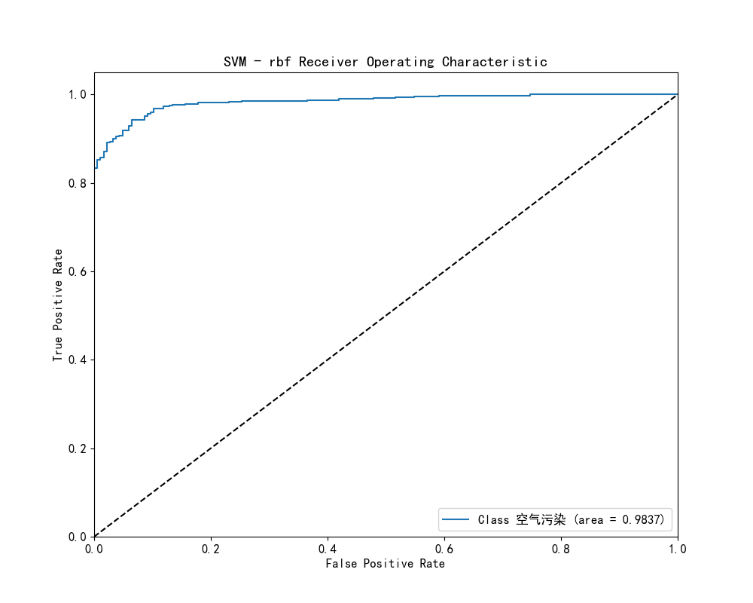 SVM - rbf Receiver Operating Characteristic
1.0
0.8
0.6
0.4
0.2
0.0
True Positive Rate
Class 空气污染 (area = 0.9837)
0.0 0.2 0.4 0.6 0.8 1.0
False Positive Rate